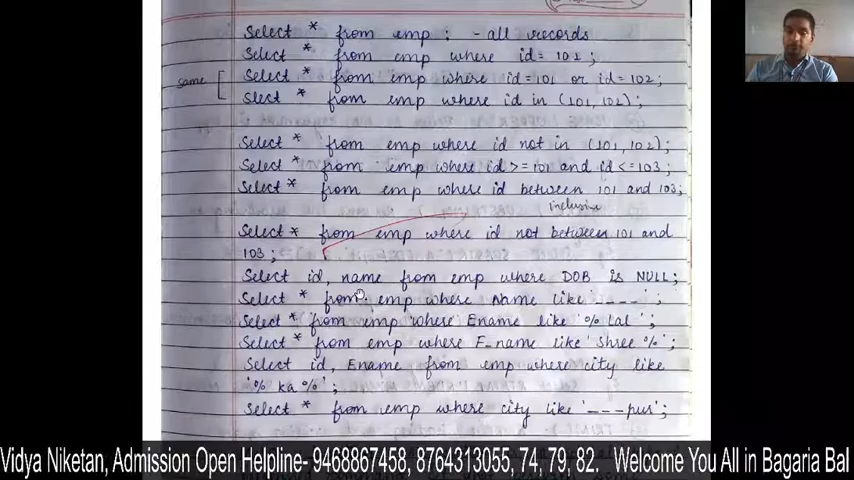 Select * from emp ; - all records
Select * from emp where id = 101 ;
same
Select * from emp where id = 101 or id = 102 ;
Slect * from emp where id in (101, 102) ;
Select * from emp where id not in (101, 102) ;
Select * from emp where id >= 101 and id <= 103 ;
Select * from emp where id between 101 and 103 ;
inclusive
Select * from emp where id not between 101 and
103 ;
Select id, name from emp where DOB is NULL ;
Select * from emp where Name like '_ _ _ _' ;
Select * from emp where Ename like '% Lal' ;
Select * from emp where E_name like 'Shree %' ;
Select id, Ename from emp where city like
'% ka %' ;
Select * from emp where city like '_ _ _ pur' ;
Vidya Niketan, Admission Open Helpline- 9468867458, 8764313055, 74, 79, 82. Welcome You All in Bagaria Bal